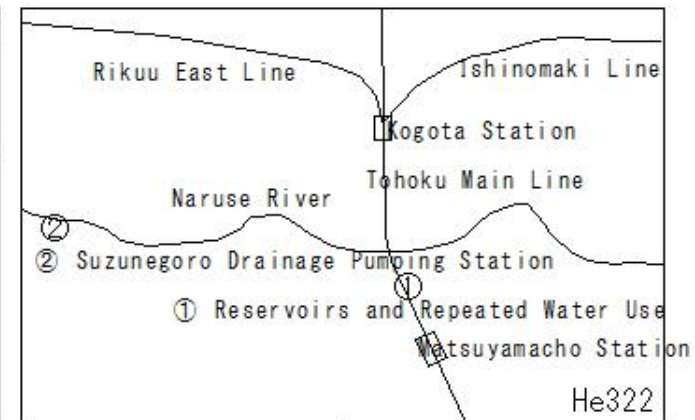 Rikuu East Line
Ishinomaki Line
Kogota Station
Tohoku Main Line
Naruse River
②
② Suzunegoro Drainage Pumping Station
①
① Reservoirs and Repeated Water Use
Matsuyamacho Station
He322